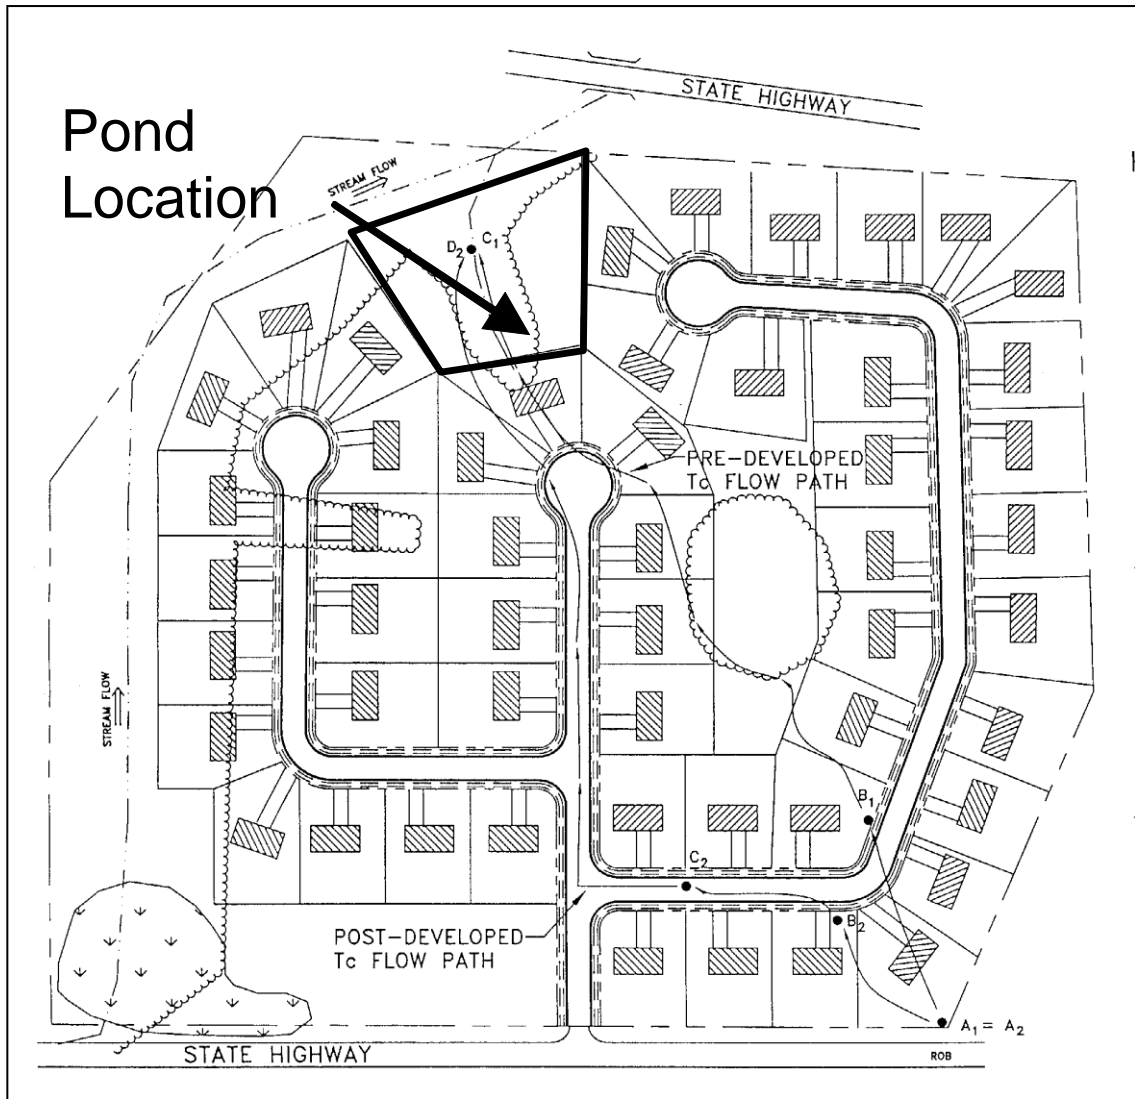 STATE HIGHWAY
Pond
Location
STREAM FLOW
D2
C1
PRE-DEVELOPED
Tc FLOW PATH
STREAM FLOW
B1
C2
B2
POST-DEVELOPED
Tc FLOW PATH
A1 = A2
STATE HIGHWAY
ROB